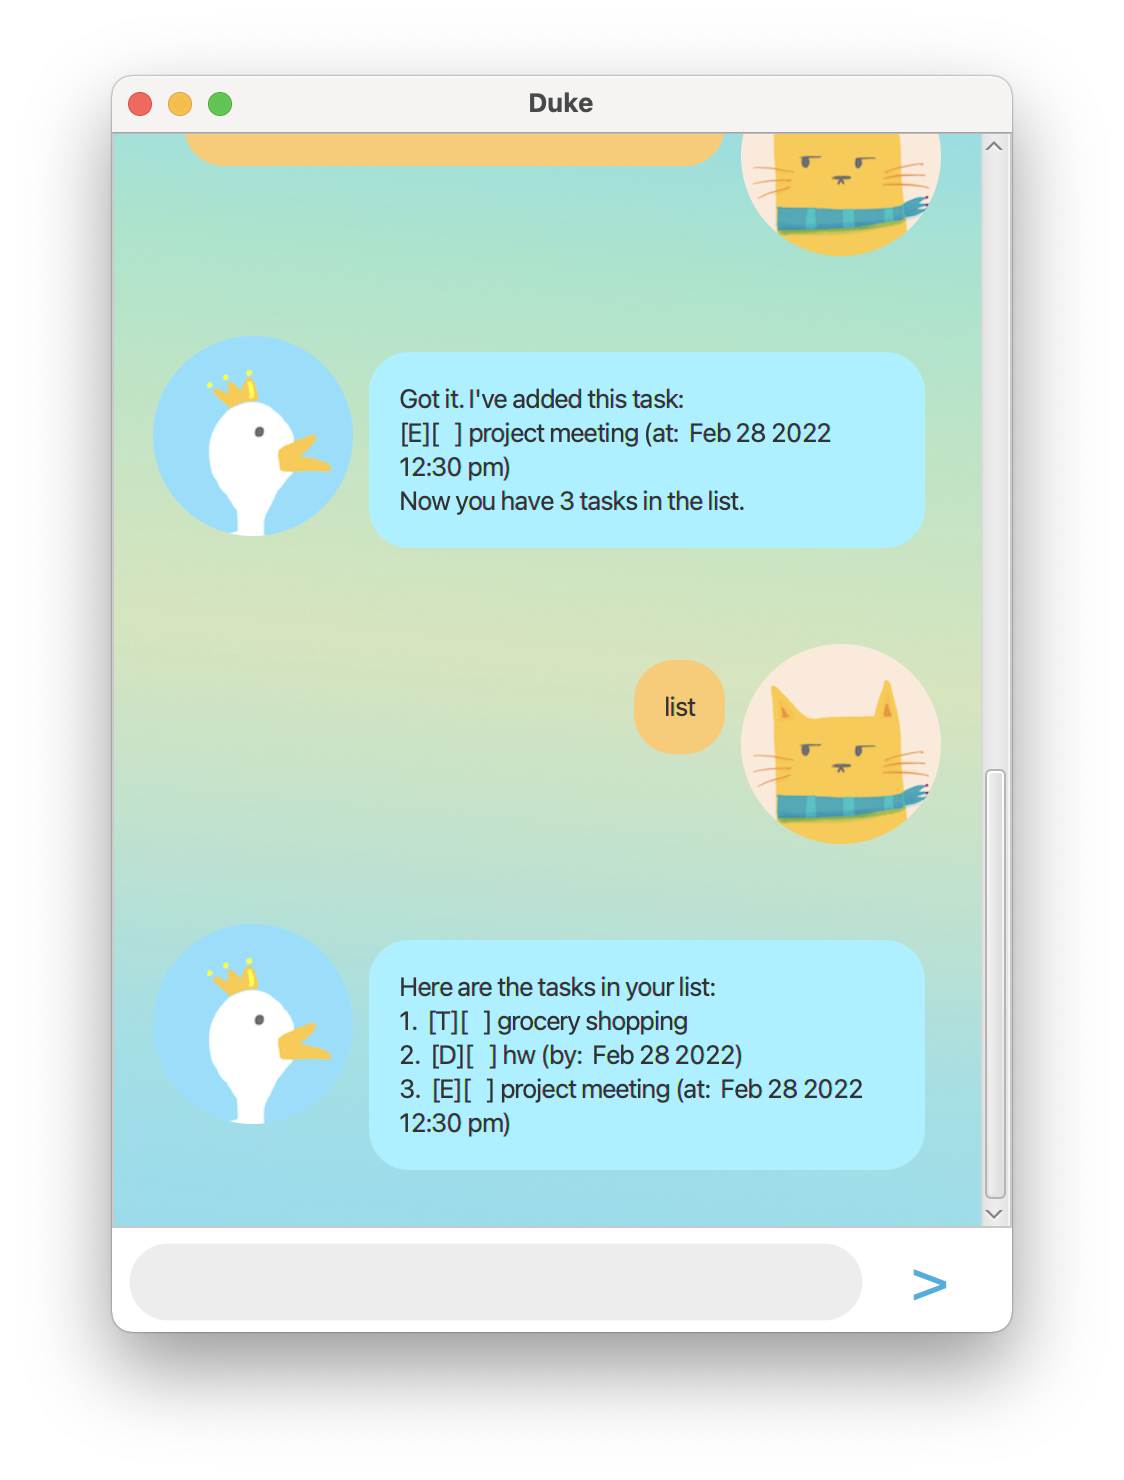 Duke
Got it. I've added this task:
[E][  ] project meeting (at:  Feb 28 2022
12:30 pm)
Now you have 3 tasks in the list.
list
Here are the tasks in your list:
1.  [T][  ] grocery shopping
2.  [D][  ] hw (by:  Feb 28 2022)
3.  [E][  ] project meeting (at:  Feb 28 2022
12:30 pm)
>